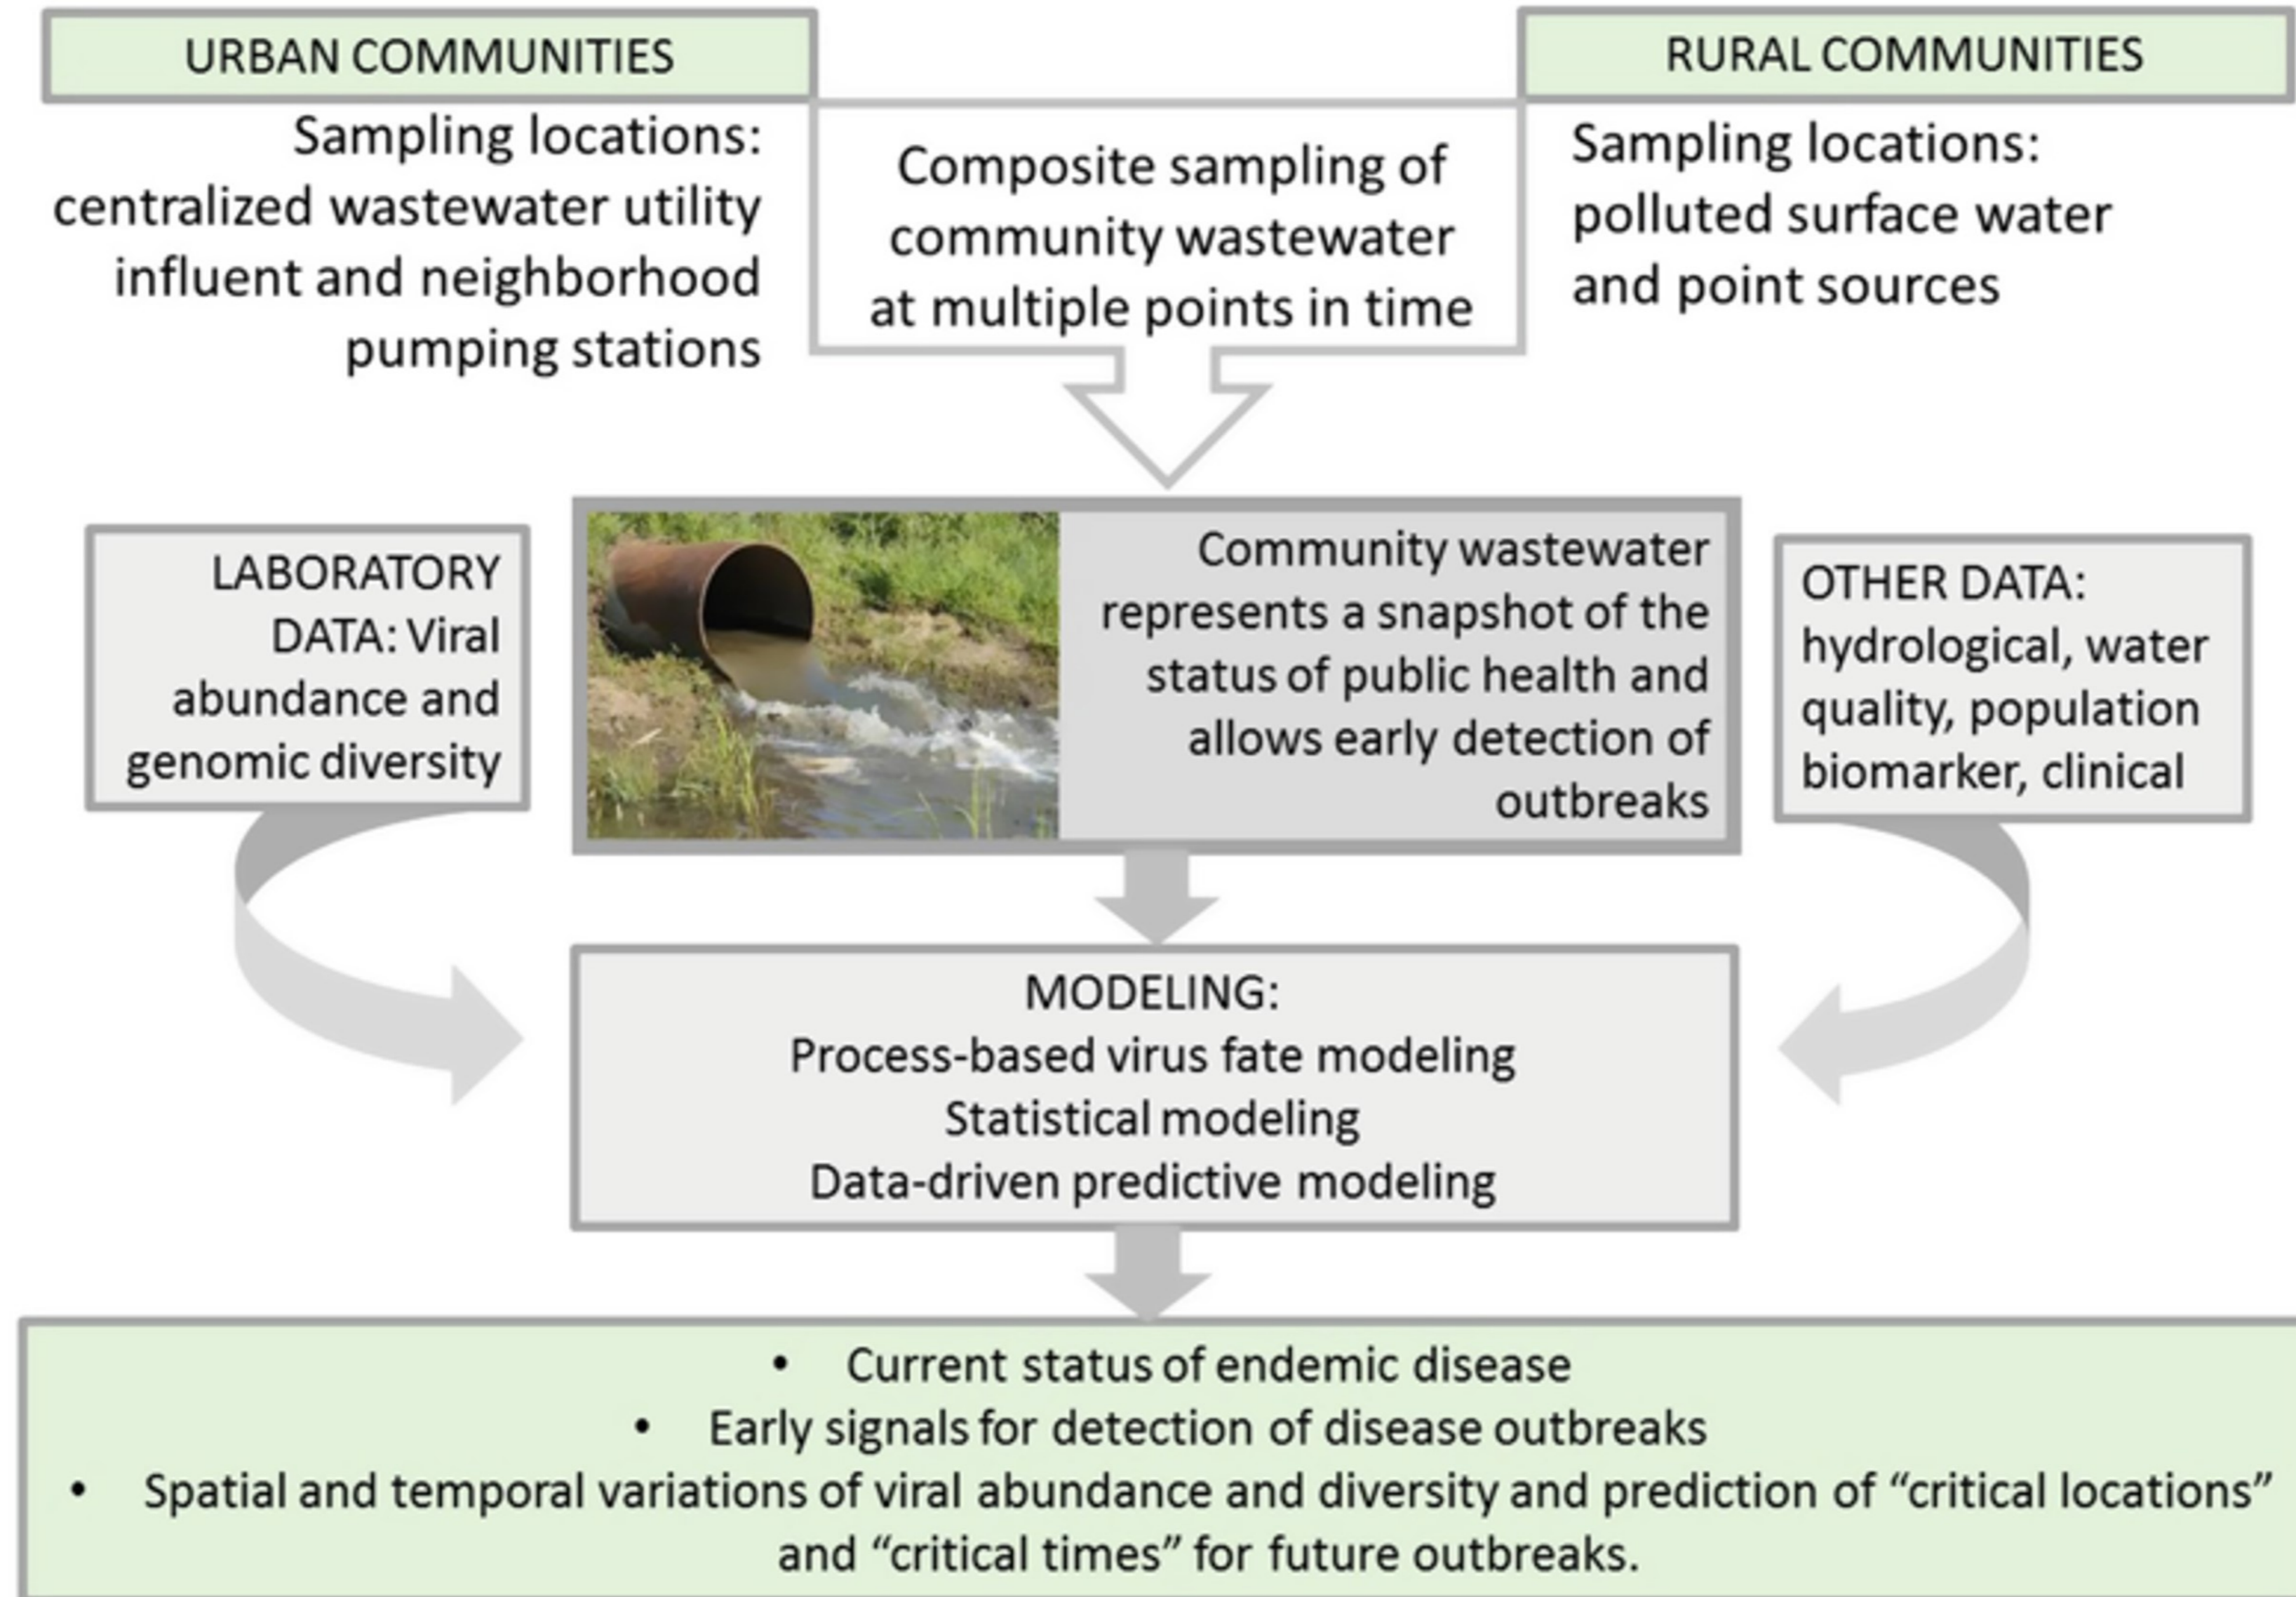 URBAN COMMUNITIES
Sampling locations:
centralized wastewater utility
influent and neighborhood
pumping stations
Composite sampling of
community wastewater
at multiple points in time
RURAL COMMUNITIES
Sampling locations:
polluted surface water
and point sources
LABORATORY
DATA: Viral
abundance and
genomic diversity
Community wastewater
represents a snapshot of the
status of public health and
allows early detection of
outbreaks
OTHER DATA:
hydrological, water
quality, population
biomarker, clinical
MODELING:
Process-based virus fate modeling
Statistical modeling
Data-driven predictive modeling
• Current status of endemic disease
• Early signals for detection of disease outbreaks
• Spatial and temporal variations of viral abundance and diversity and prediction of “critical locations”
and “critical times” for future outbreaks.